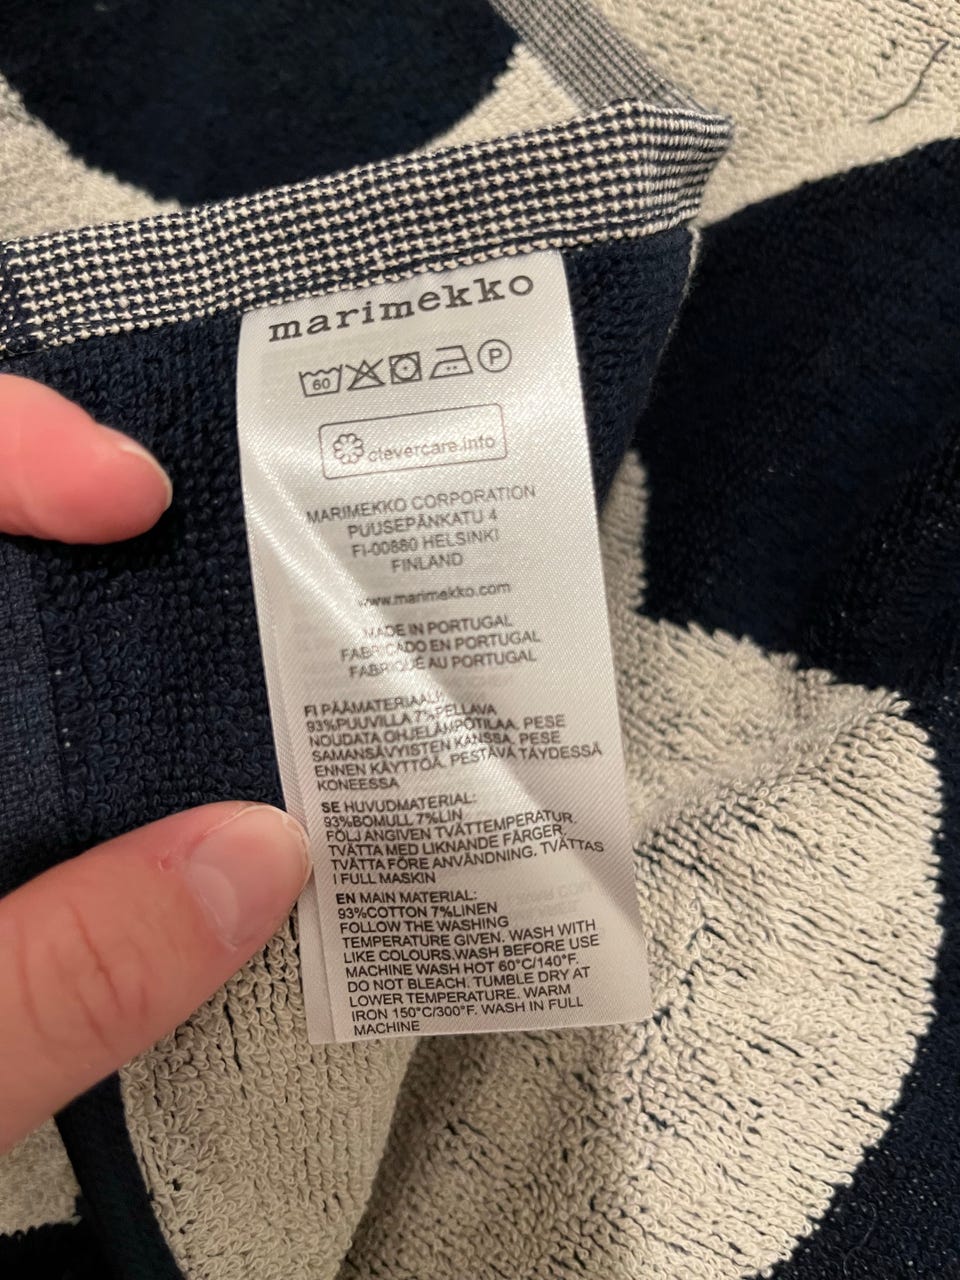 marimekko
60 P
clevercare.info
MARIMEKKO CORPORATION
PUUSEPÄNKATU 4
FI-00880 HELSINKI
FINLAND
www.marimekko.com
MADE IN PORTUGAL
FABRICADO EN PORTUGAL
FABRIQUÉ AU PORTUGAL
FI PÄÄMATERIAALI:
93%PUUVILLA 7%PELLAVA
NOUDATA OHJELÄMPÖTILAA. PESE
SAMANSÄVYISTEN KANSSA. PESE
ENNEN KÄYTTÖÄ. PESTÄVÄ TÄYDESSÄ
KONEESSA
SE HUVUDMATERIAL:
93%BOMULL 7%LIN
FÖLJ ANGIVEN TVÄTTEMPERATUR.
TVÄTTA MED LIKNANDE FÄRGER.
TVÄTTA FÖRE ANVÄNDNING. TVÄTTAS
I FULL MASKIN
EN MAIN MATERIAL:
93%COTTON 7%LINEN
FOLLOW THE WASHING
TEMPERATURE GIVEN. WASH WITH
LIKE COLOURS.WASH BEFORE USE
MACHINE WASH HOT 60°C/140°F.
DO NOT BLEACH. TUMBLE DRY AT
LOWER TEMPERATURE. WARM
IRON 150°C/300°F. WASH IN FULL
MACHINE